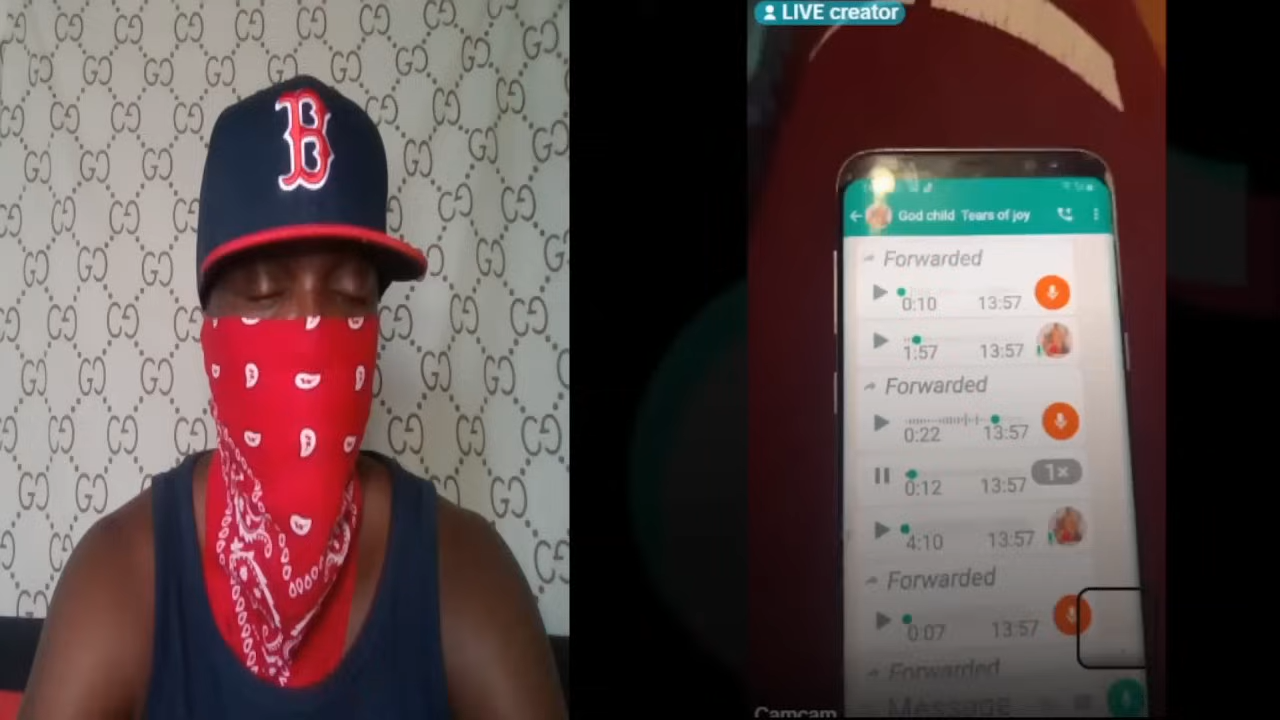 B
LIVE creator
God child Tears of joy
Forwarded
0:10 13:57
1:57 13:57
Forwarded
0:22 13:57
0:12 13:57 1×
4:10 13:57
Forwarded
0:07 13:57
Forwarded
Message
Camcam